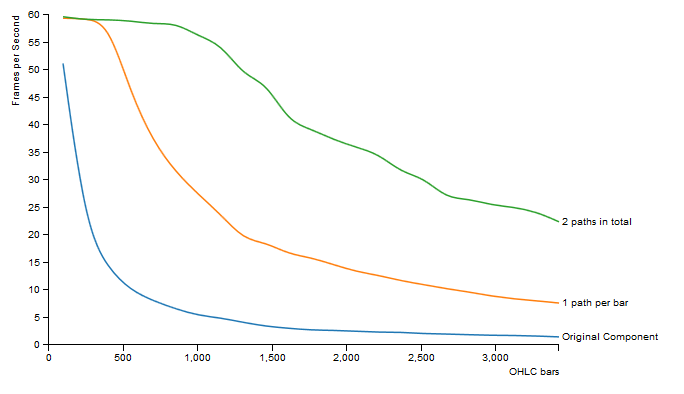 Frames per Second
60
55
50
45
40
35
30
25
20
15
10
5
0
2 paths in total
1 path per bar
Original Component
0 500 1,000 1,500 2,000 2,500 3,000
OHLC bars